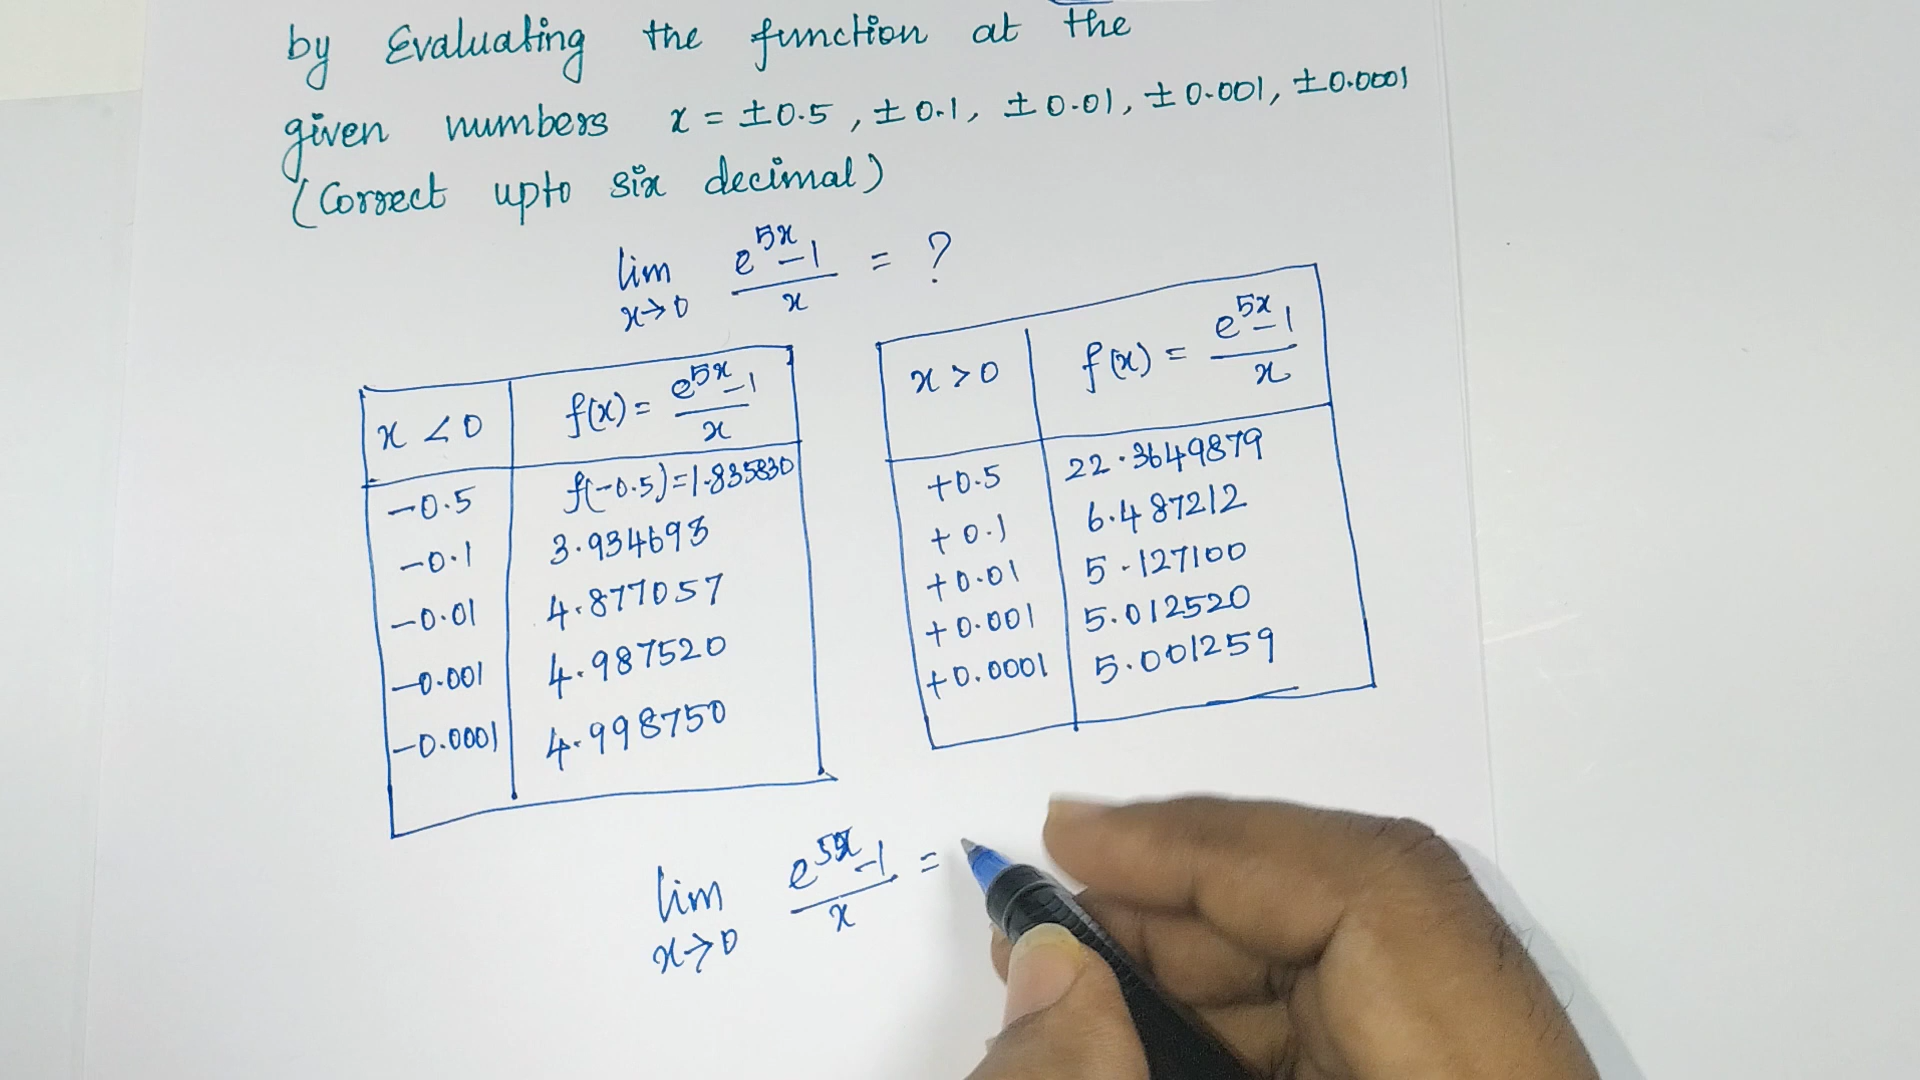 by Evaluating the function at the
given numbers x = ±0.5, ±0.1, ±0.01, ±0.001, ±0.0001
(Correct upto six decimal)
lim x→0 e^5x-1 / x = ?
x < 0 f(x) = e^5x-1 / x
-0.5 f(-0.5)=1.835830
-0.1 3.934693
-0.01 4.877057
-0.001 4.987520
-0.0001 4.998750
x > 0 f(x) = e^5x-1 / x
+0.5 22.3649879
+0.1 6.487212
+0.01 5.127100
+0.001 5.012520
+0.0001 5.001259
lim x→0 e^5x-1 / x =